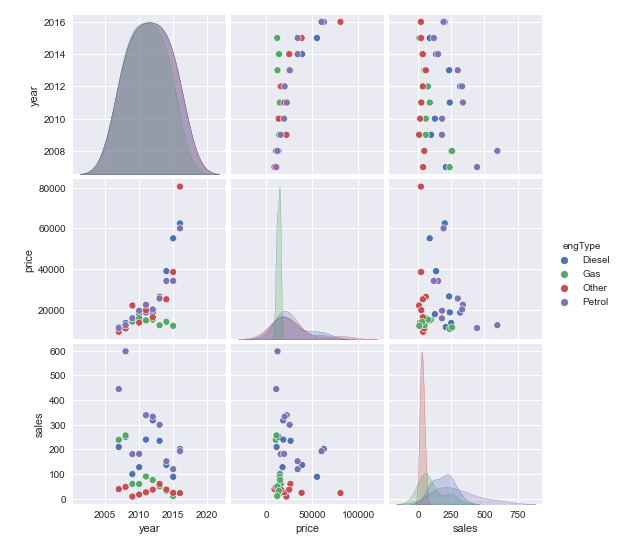 2016
2014
2012
2010
2008
year
80000
60000
40000
20000
price
engType
Diesel
Gas
Other
Petrol
600
500
400
300
200
100
0
sales
2005 2010 2015 2020
year
0 50000 100000
price
0 250 500 750
sales